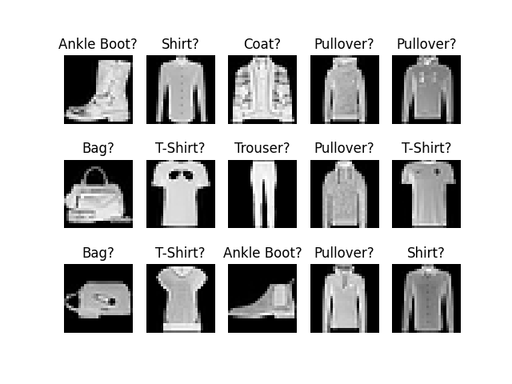 Ankle Boot? Shirt? Coat? Pullover? Pullover?
Bag? T-Shirt? Trouser? Pullover? T-Shirt?
Bag? T-Shirt? Ankle Boot? Pullover? Shirt?